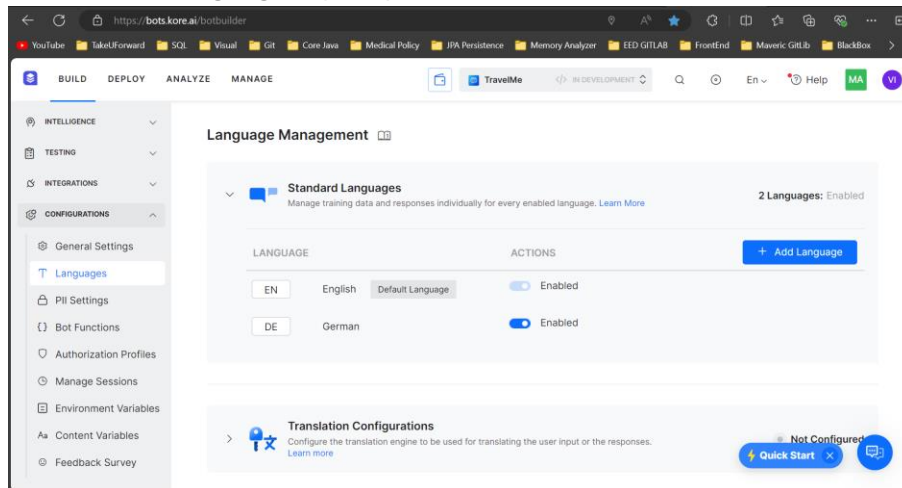 https://bots.kore.ai/botbuilder
YouTube TakeUForward SQL Visual Git Core Java Medical Policy JPA Persistence Memory Analyzer EED GITLAB FrontEnd Maveric GitLib BlackBox
BUILD DEPLOY ANALYZE MANAGE TravelMe </> IN DEVELOPMENT En Help MA VI
INTELLIGENCE
TESTING
INTEGRATIONS
CONFIGURATIONS
General Settings
Languages
PII Settings
Bot Functions
Authorization Profiles
Manage Sessions
Environment Variables
Content Variables
Feedback Survey
Language Management
Standard Languages
Manage training data and responses individually for every enabled language. Learn More
2 Languages: Enabled
LANGUAGE ACTIONS + Add Language
EN English Default Language Enabled
DE German Enabled
Translation Configurations
Configure the translation engine to be used for translating the user input or the responses.
Learn more
Not Configured
Quick Start